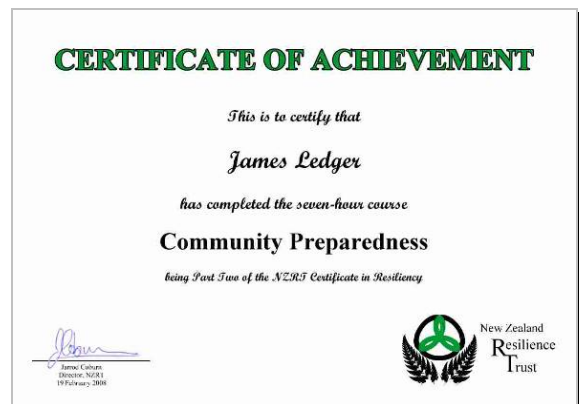 CERTIFICATE OF ACHIEVEMENT
This is to certify that
James Ledger
has completed the seven-hour course
Community Preparedness
being Part Two of the NZRT Certificate in Resiliency
Jarrod Coburn
Director, NZRT
19 February 2008
New Zealand
Resilience
Trust